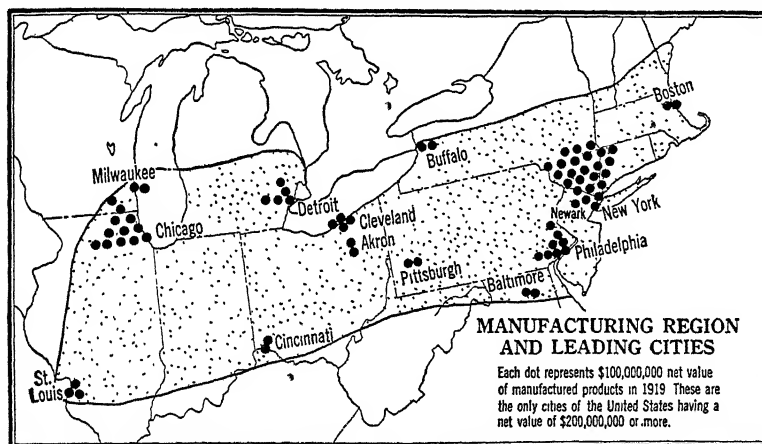 Milwaukee
Chicago
Detroit
Cleveland
Akron
Buffalo
Boston
Newark
New York
Philadelphia
Pittsburgh
Baltimore
Cincinnati
St.
Louis
MANUFACTURING REGION
AND LEADING CITIES
Each dot represents $100,000,000 net value
of manufactured products in 1919 These are
the only cities of the United States having a
net value of $200,000,000 or more.